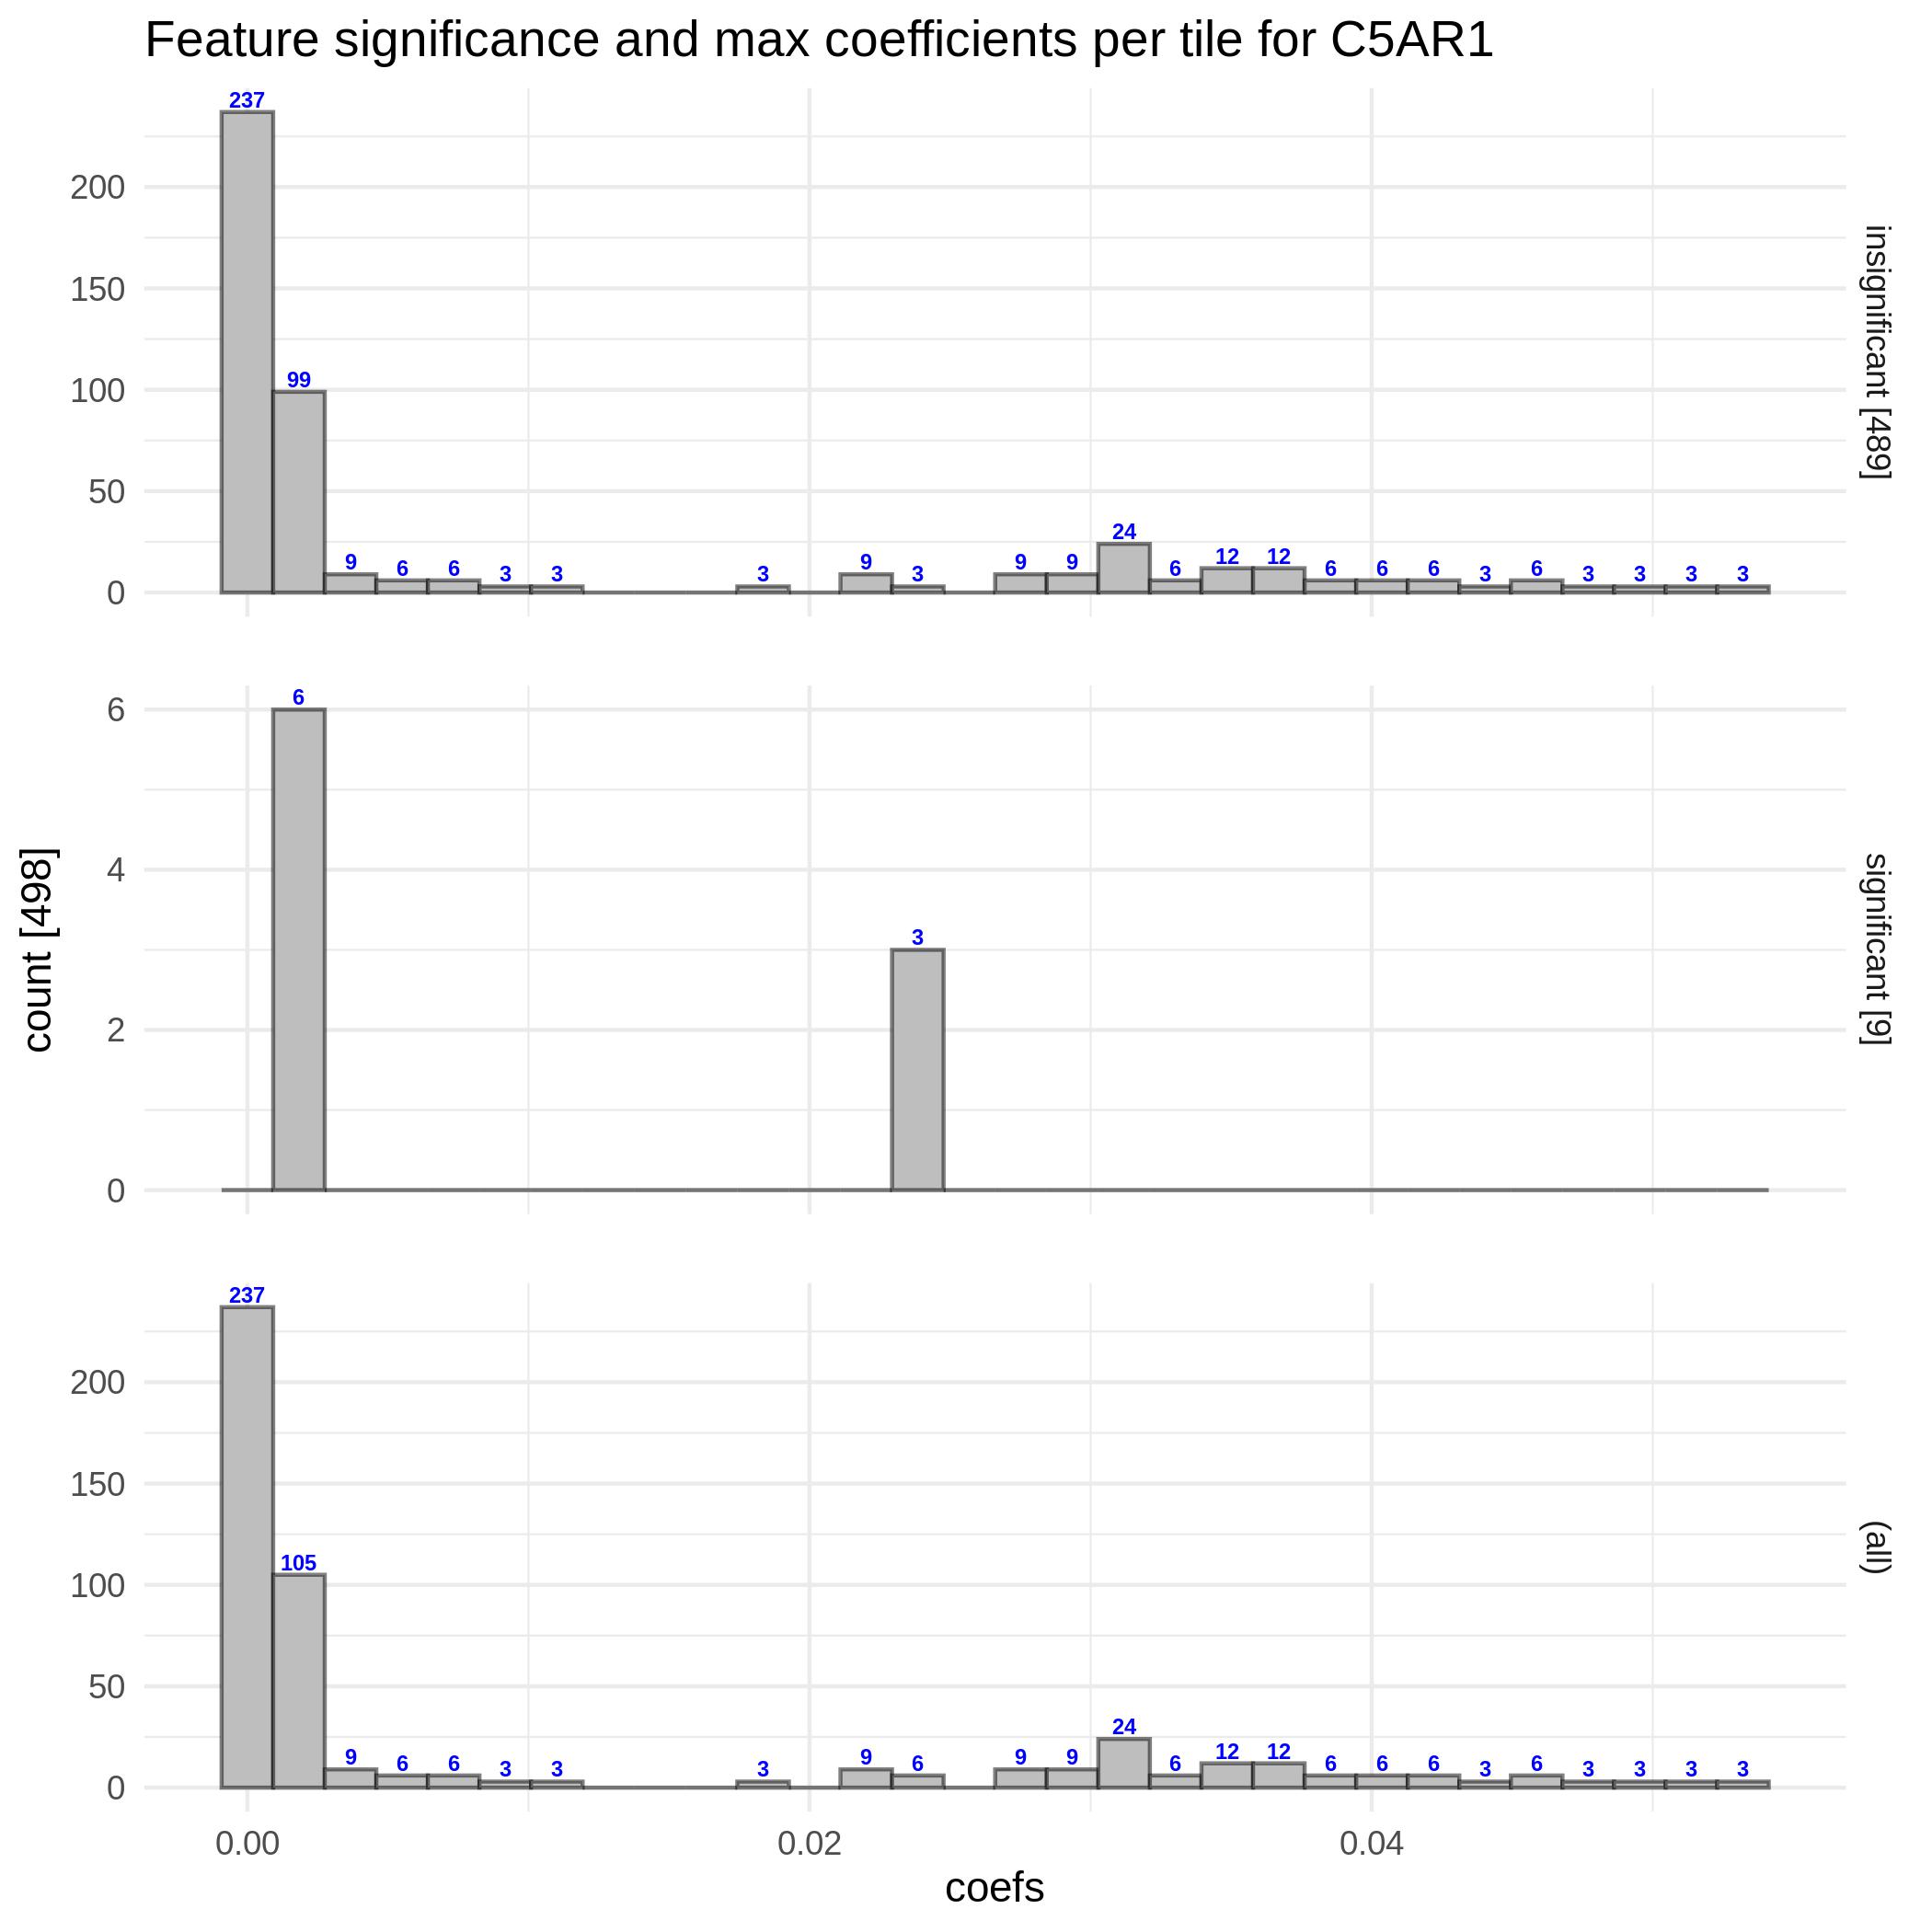 Feature significance and max coefficients per tile for C5AR1
237
99
9 6 6 3 3 3 9 3 9 9 24 6 12 12 6 6 6 3 6 3 3 3 3
200
150
100
50
0
insignificant [489]
6
3
6
4
2
0
significant [9]
count [498]
237
105
9 6 6 3 3 3 9 6 9 9 24 6 12 12 6 6 6 3 6 3 3 3 3
200
150
100
50
0
(all)
0.00 0.02 0.04
coefs